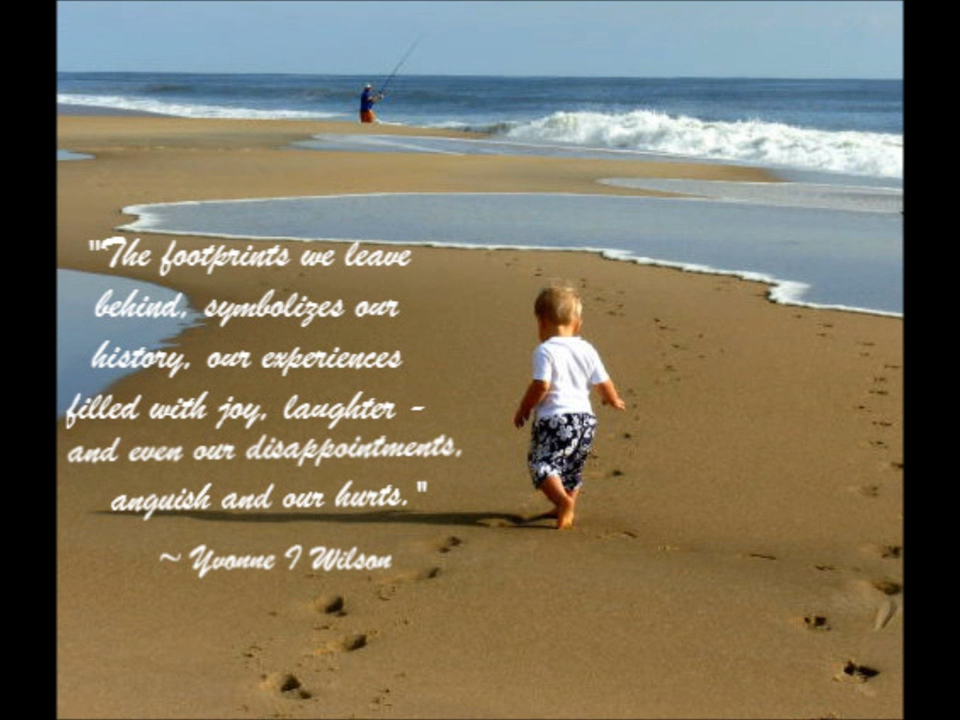 "The footprints we leave
behind, symbolizes our
history, our experiences
filled with joy, laughter -
and even our disappointments,
anguish and our hurts."
~ Yvonne I Wilson